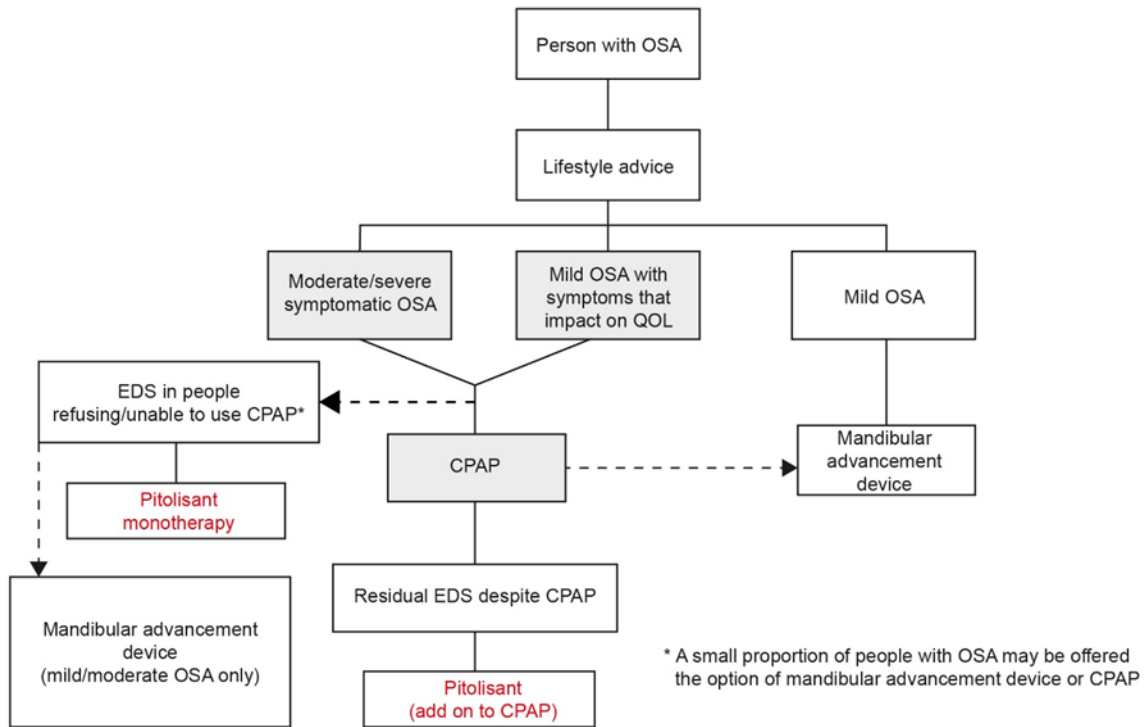 Person with OSA
Lifestyle advice
Moderate/severe
symptomatic OSA
Mild OSA with
symptoms that
impact on QOL
Mild OSA
EDS in people
refusing/unable to use CPAP*
CPAP
Mandibular
advancement
device
Pitolisant
monotherapy
Residual EDS despite CPAP
Mandibular advancement
device
(mild/moderate OSA only)
Pitolisant
(add on to CPAP)
* A small proportion of people with OSA may be offered
the option of mandibular advancement device or CPAP